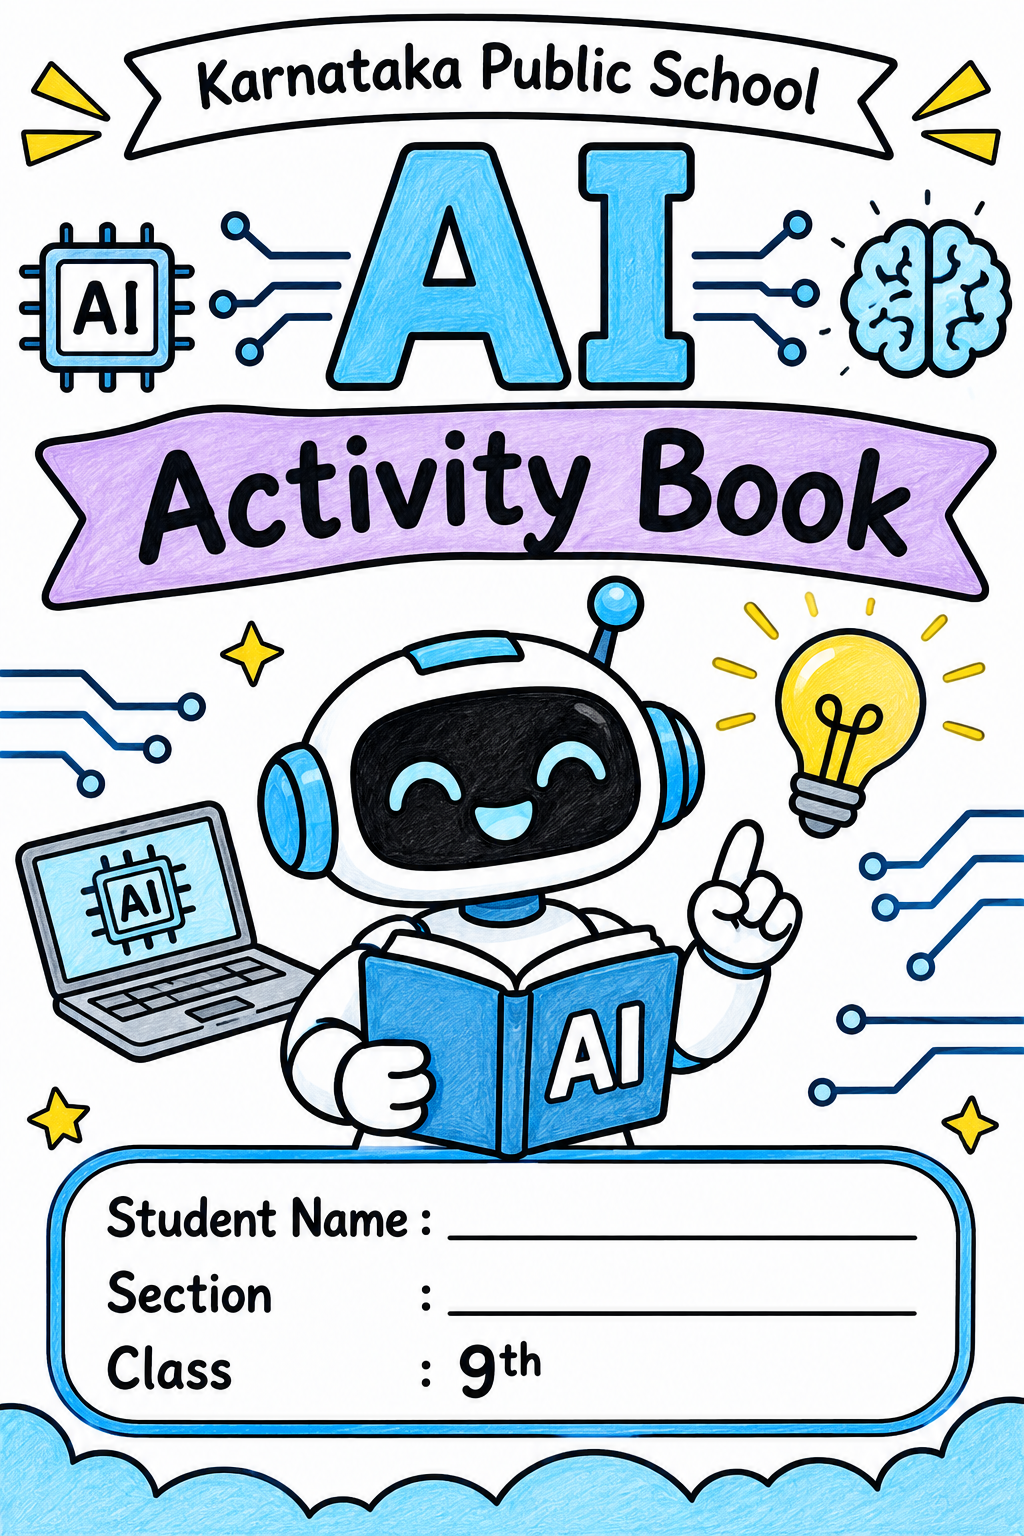 Karnataka Public School
AI
AI
Activity Book
AI
AI
Student Name :
Section :
Class : 9th